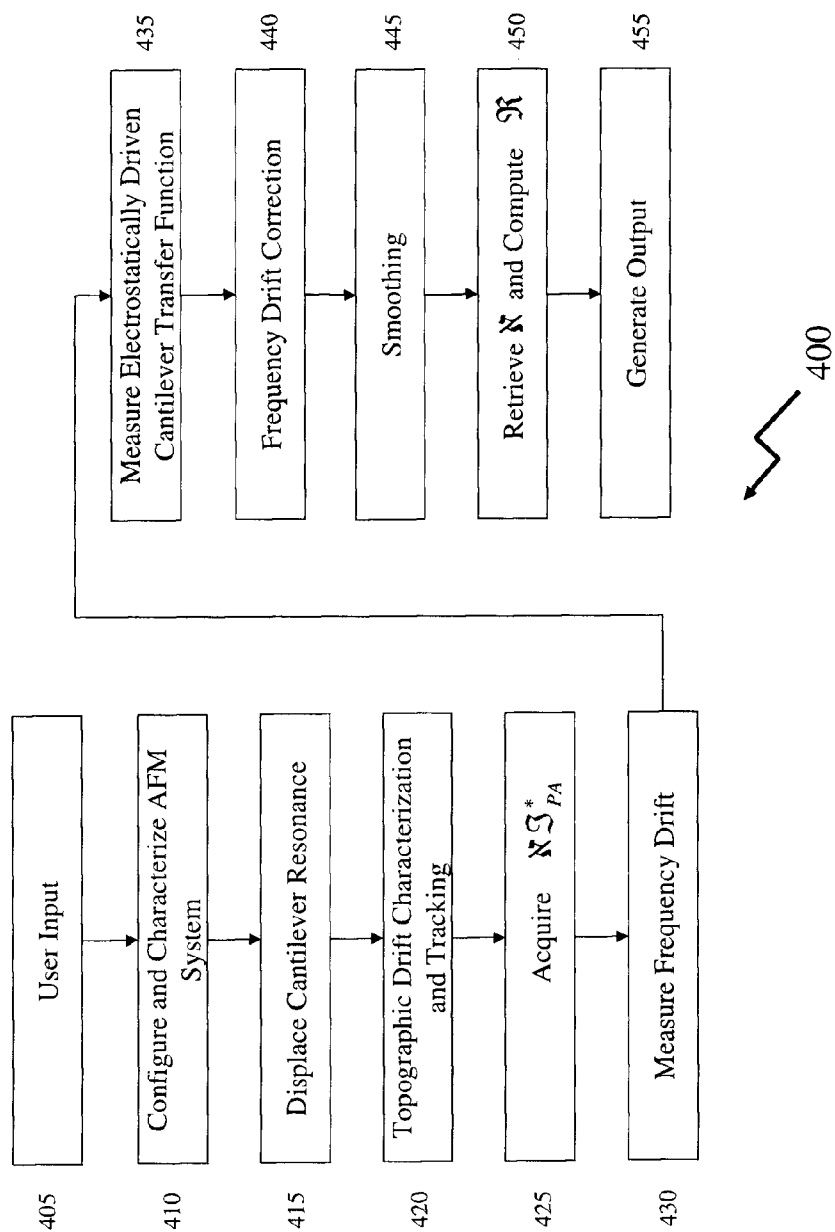 405
User Input
410
Configure and Characterize AFM
System
415
Displace Cantilever Resonance
420
Topographic Drift Characterization
and Tracking
425
Acquire ℵ ℑ*PA
430
Measure Frequency Drift
Measure Electrostatically Driven
Cantilever Transfer Function
435
Frequency Drift Correction
440
Smoothing
445
Retrieve ℵ and Compute ℜ
450
Generate Output
455
400